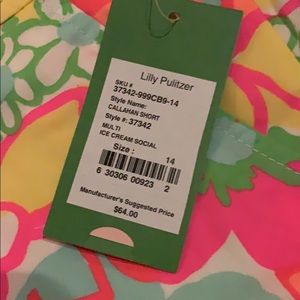 Lilly Pulitzer
SKU #
37342-999CB9-14
Style Name:
CALLAHAN SHORT
Style #: 37342
MULTI
ICE CREAM SOCIAL
Size : 14
6 30306 00923 2
Manufacturer's Suggested Price
$64.00